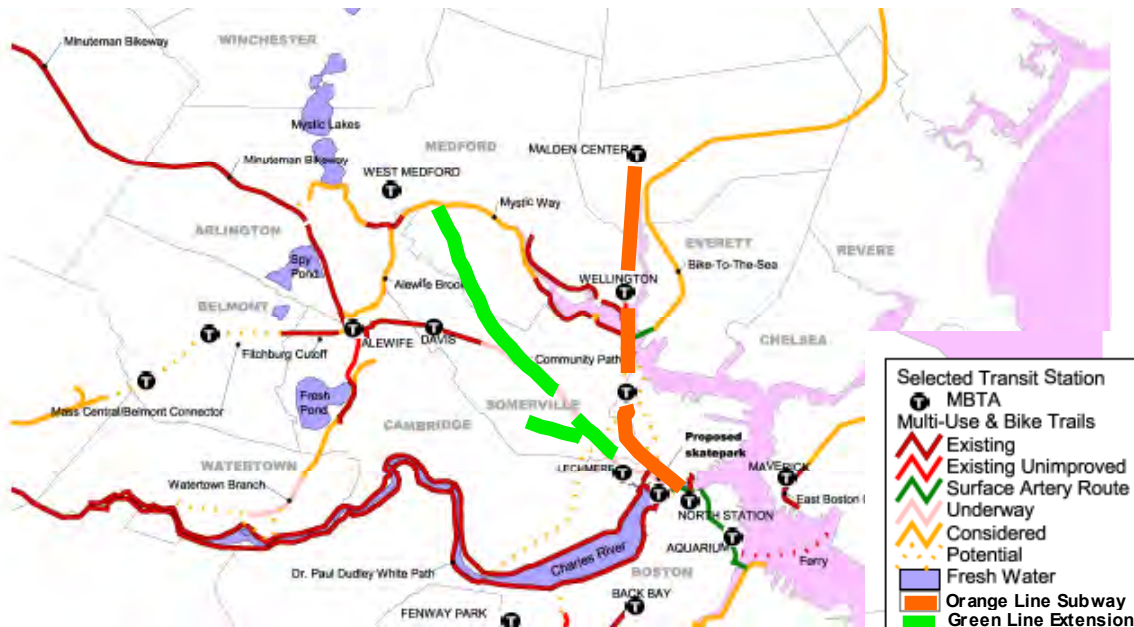 Minuteman Bikeway
WINCHESTER
Mystic Lakes
MEDFORD
MALDEN CENTER
Minuteman Bikeway
WEST MEDFORD
Mystic Way
ARLINGTON
EVERETT
REVERE
Spy
Pond
Bike-To-The-Sea
WELLINGTON
Alewife Brook
BELMONT
ALEWIFE
DAVIS
CHELSEA
Fitchburg Cutoff
Community Path
Fresh
Pond
Mass Central/Belmont Connector
SOMERVILLE
CAMBRIDGE
Proposed
skatepark
WATERTOWN
LECHMERE
MAVERICK
Watertown Branch
East Boston
NORTH STATION
AQUARIUM
Charles River
Ferry
Dr. Paul Dudley White Path
BOSTON
BACK BAY
FENWAY PARK
Selected Transit Station
T MBTA
Multi-Use & Bike Trails
Existing
Existing Unimproved
Surface Artery Route
Underway
Considered
Potential
Fresh Water
Orange Line Subway
Green Line Extension